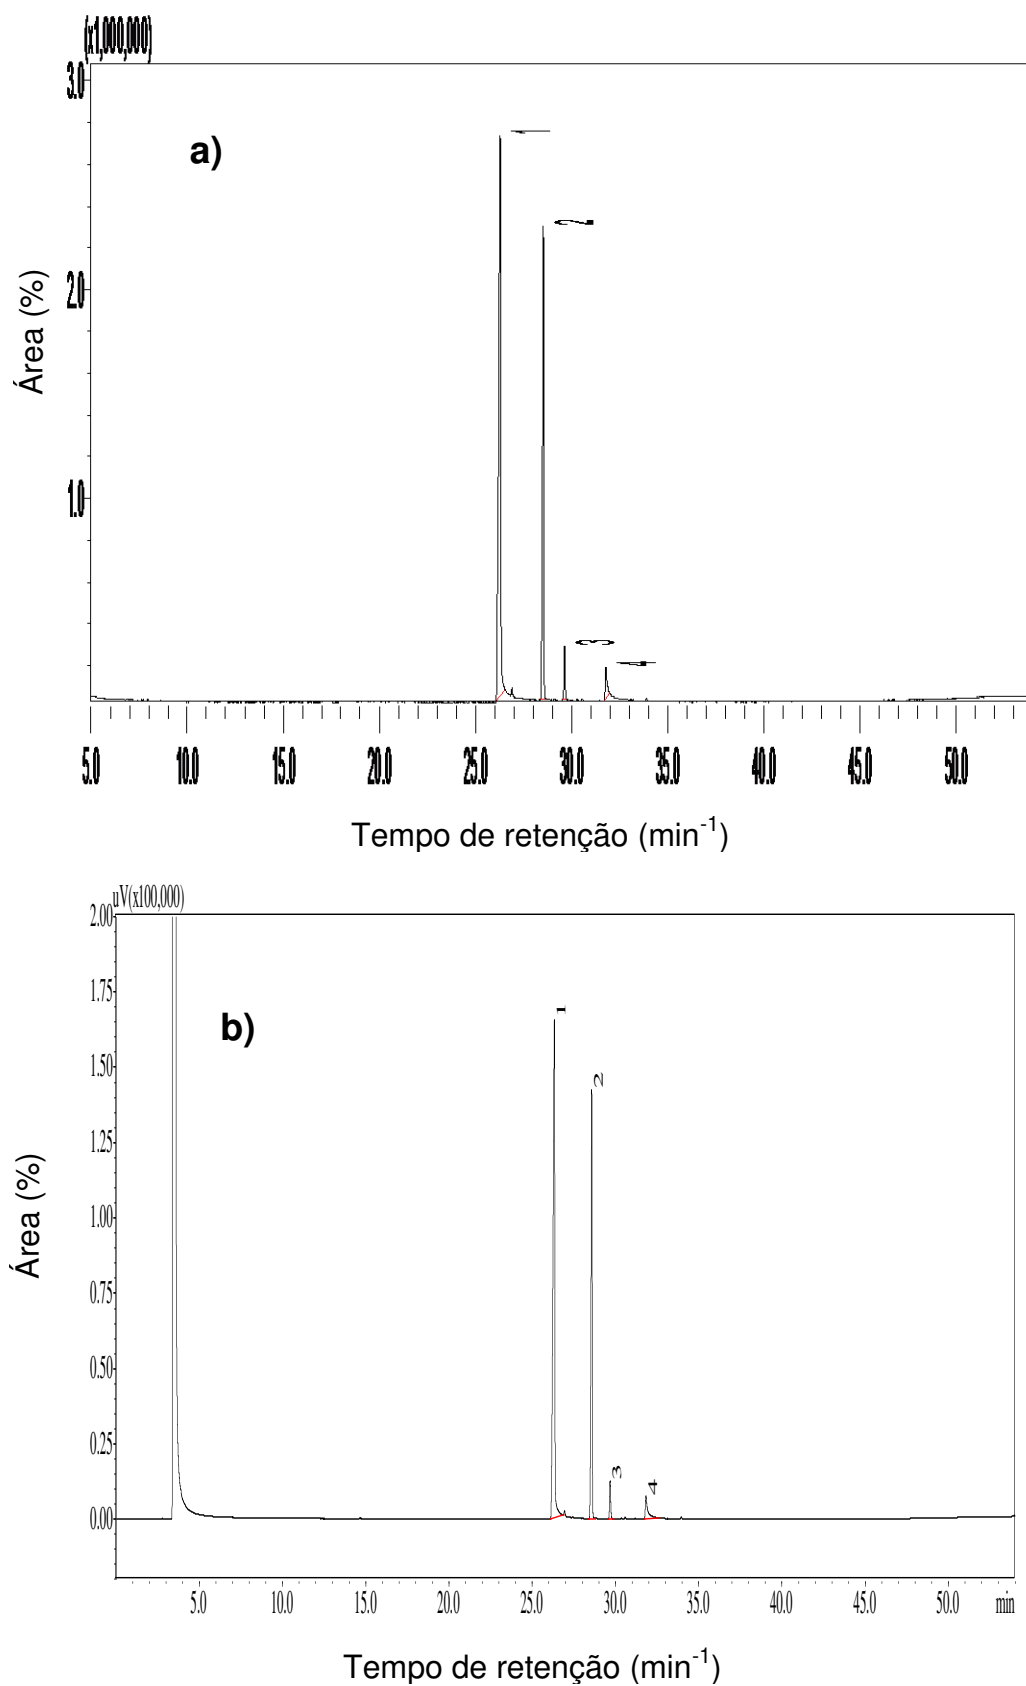 (x1,000,000)
3.0
a)
1
2
2.0
Área (%)
1.0
3
4
5.0 10.0 15.0 20.0 25.0 30.0 35.0 40.0 45.0 50.0
Tempo de retenção (min⁻¹)
uV(x100,000)
2.00
1.75
b)
1
1.50
2
1.25
Área (%)
1.00
0.75
0.50
0.25
3
4
0.00
5.0 10.0 15.0 20.0 25.0 30.0 35.0 40.0 45.0 50.0 min
Tempo de retenção (min⁻¹)